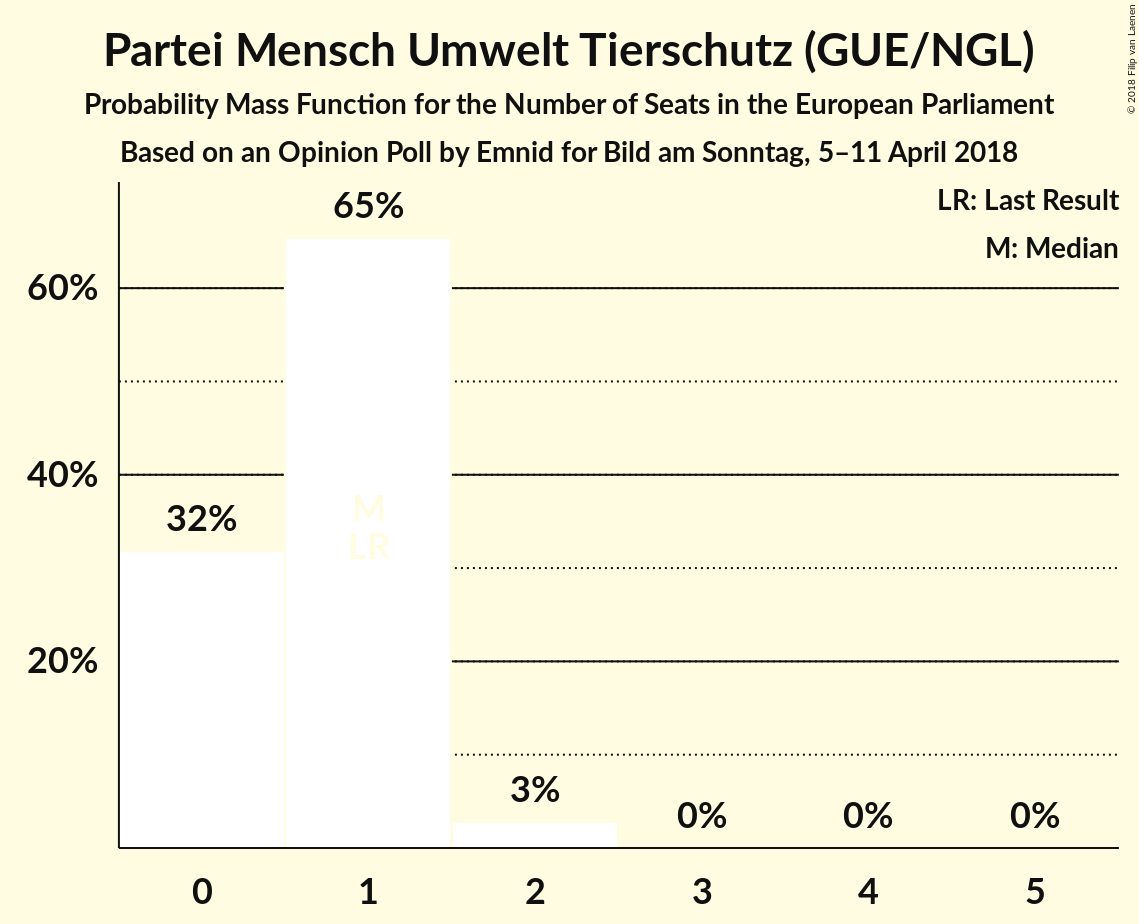 Partei Mensch Umwelt Tierschutz (GUE/NGL)
Probability Mass Function for the Number of Seats in the European Parliament
Based on an Opinion Poll by Emnid for Bild am Sonntag, 5–11 April 2018
© 2018 Filip van Laenen
LR: Last Result
M: Median
65%
60%
40%
32%
M
LR
20%
3%
0%
0%
0%
0
1
2
3
4
5